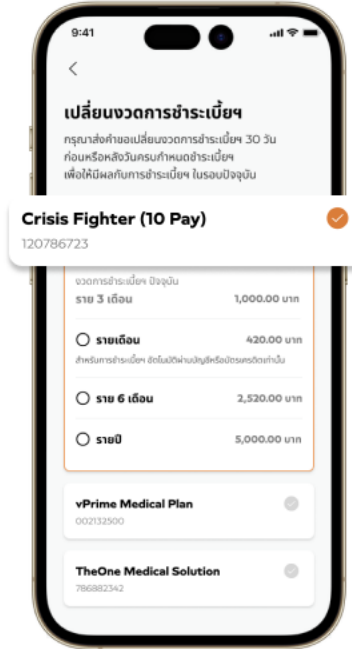 9:41
เปลี่ยนงวดการชำระเบี้ยฯ
กรุณาส่งคำขอเปลี่ยนงวดการชำระเบี้ยฯ 30 วัน
ก่อนหรือหลังวันครบกำหนดชำระเบี้ยฯ
เพื่อให้มีผลกับการชำระเบี้ยฯ ในรอบปีปัจจุบัน
Crisis Fighter (10 Pay)
120786723
งวดการชำระเบี้ยฯ ปัจจุบัน
ราย 3 เดือน 1,000.00 บาท
รายเดือน 420.00 บาท
สำหรับการชำระเบี้ยฯ อัตโนมัติผ่านบัญชีหรือบัตรเครดิตเท่านั้น
ราย 6 เดือน 2,520.00 บาท
รายปี 5,000.00 บาท
vPrime Medical Plan
002132500
TheOne Medical Solution
786882342